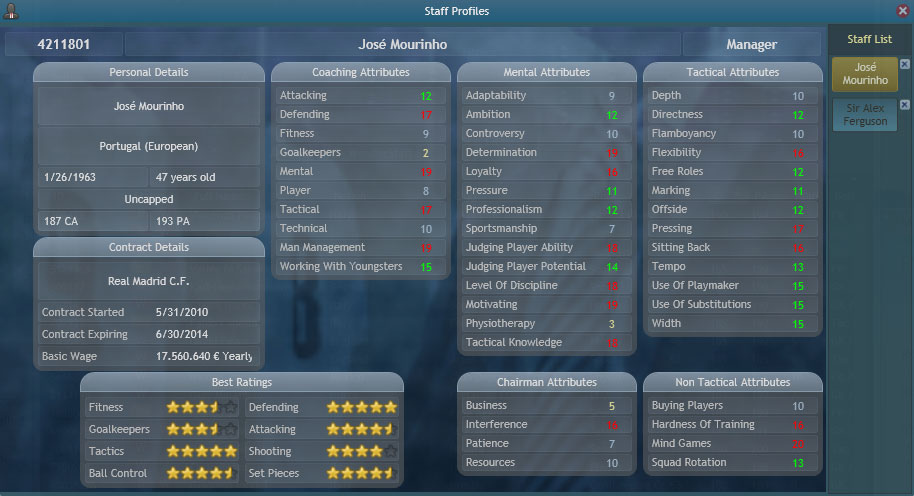 Staff Profiles
4211801
José Mourinho
Manager
Staff List
José
Mourinho
Sir Alex
Ferguson
Personal Details
José Mourinho
Portugal (European)
1/26/1963 47 years old
Uncapped
187 CA 193 PA
Contract Details
Real Madrid C.F.
Contract Started 5/31/2010
Contract Expiring 6/30/2014
Basic Wage 17.560.640 € Yearly
Coaching Attributes
Attacking 12
Defending 17
Fitness 9
Goalkeepers 2
Mental 19
Player 8
Tactical 17
Technical 10
Man Management 19
Working With Youngsters 15
Mental Attributes
Adaptability 9
Ambition 12
Controversy 10
Determination 19
Loyalty
Pressure 11
Professionalism 12
Sportsmanship 7
Judging Player Ability
Judging Player Potential 14
Level Of Discipline
Motivating 19
Physiotherapy 3
Tactical Knowledge
Tactical Attributes
Depth 10
Directness 12
Flamboyancy 10
Flexibility
Free Roles 12
Marking 11
Offside 12
Pressing 17
Sitting Back
Tempo 13
Use Of Playmaker 15
Use Of Substitutions 15
Width 15
Best Ratings
Fitness Defending
Goalkeepers Attacking
Tactics Shooting
Ball Control Set Pieces
Chairman Attributes
Business 5
Interference
Patience 7
Resources 10
Non Tactical Attributes
Buying Players 10
Hardness Of Training
Mind Games 20
Squad Rotation 13